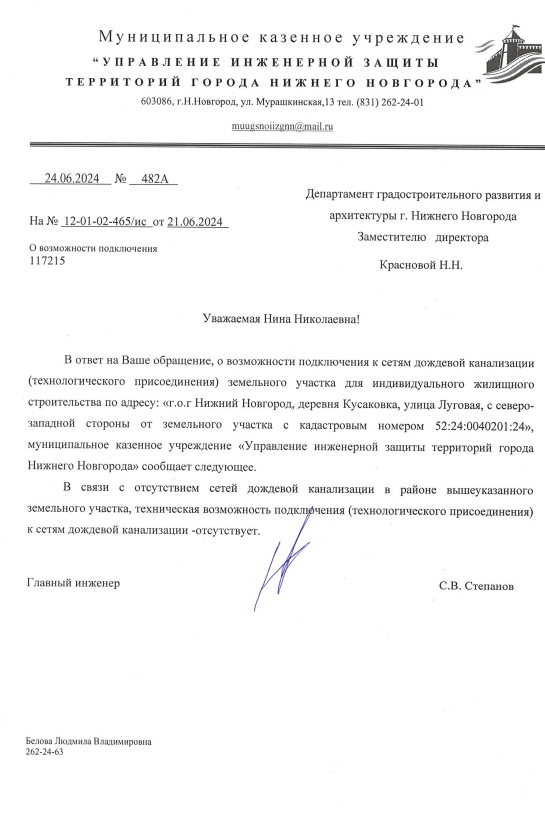 Муниципальное казенное учреждение
“УПРАВЛЕНИЕ ИНЖЕНЕРНОЙ ЗАЩИТЫ
ТЕРРИТОРИЙ ГОРОДА НИЖНЕГО НОВГОРОДА”
603086, г.Н.Новгород, ул. Мурашкинская,13 тел. (831) 262-24-01
muugsnoiizgnn@mail.ru
24.06.2024 № 482А
Департамент градостроительного развития и
архитектуры г. Нижнего Новгорода
Заместителю директора
Красновой Н.Н.
На № 12-01-02-465/ис от 21.06.2024
О возможности подключения
117215
Уважаемая Нина Николаевна!
В ответ на Ваше обращение, о возможности подключения к сетям дождевой канализации
(технологического присоединения) земельного участка для индивидуального жилищного
строительства по адресу: «г.о.г Нижний Новгород, деревня Кусаковка, улица Луговая, с северо-
западной стороны от земельного участка с кадастровым номером 52:24:0040201:24»,
муниципальное казенное учреждение «Управление инженерной защиты территорий города
Нижнего Новгорода» сообщает следующее.
В связи с отсутствием сетей дождевой канализации в районе вышеуказанного
земельного участка, техническая возможность подключения (технологического присоединения)
к сетям дождевой канализации -отсутствует.
Главный инженер
С.В. Степанов
Белова Людмила Владимировна
262-24-63